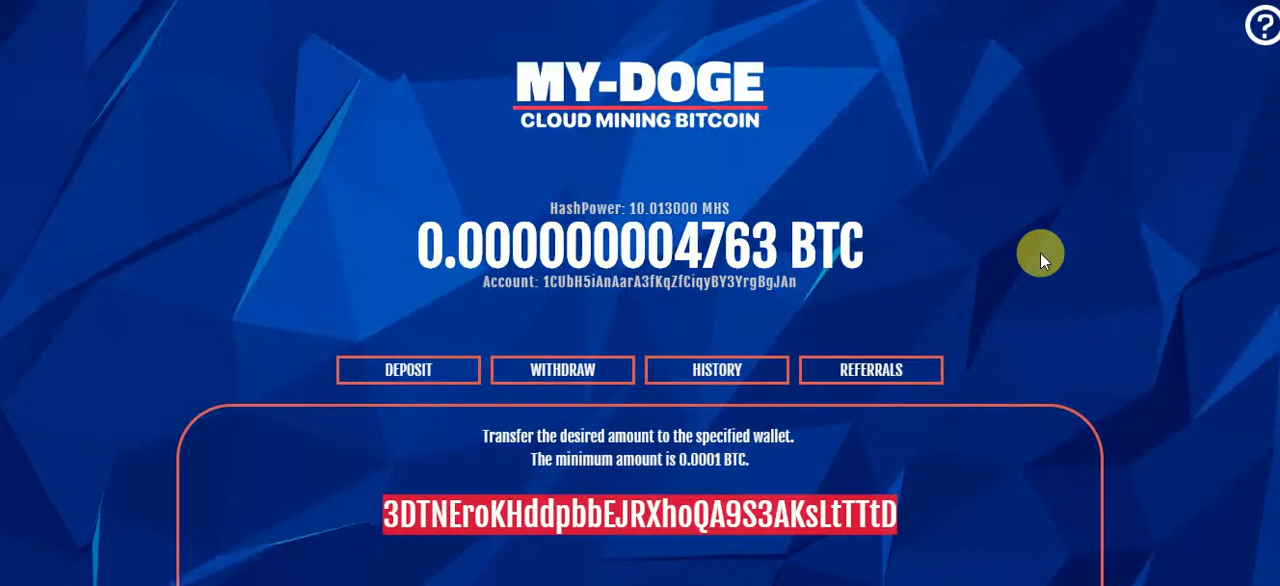 ?
MY-DOGE
CLOUD MINING BITCOIN
HashPower: 10.013000 MHS
0.000000004763 BTC
Account: 1CUbH5iAnAarA3fKqZfCiqyBY3YrgBgJAn
DEPOSIT WITHDRAW HISTORY REFERRALS
Transfer the desired amount to the specified wallet.
The minimum amount is 0.0001 BTC.
3DTNEroKHddpbbEJRXhoQA9S3AKsLtTTtD